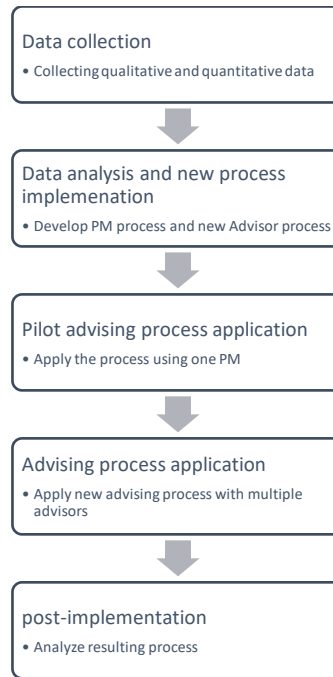 Data collection
• Collecting qualitative and quantitative data
Data analysis and new process
implemenation
• Develop PM process and new Advisor process
Pilot advising process application
• Apply the process using one PM
Advising process application
• Apply new advising process with multiple
advisors
post-implementation
• Analyze resulting process